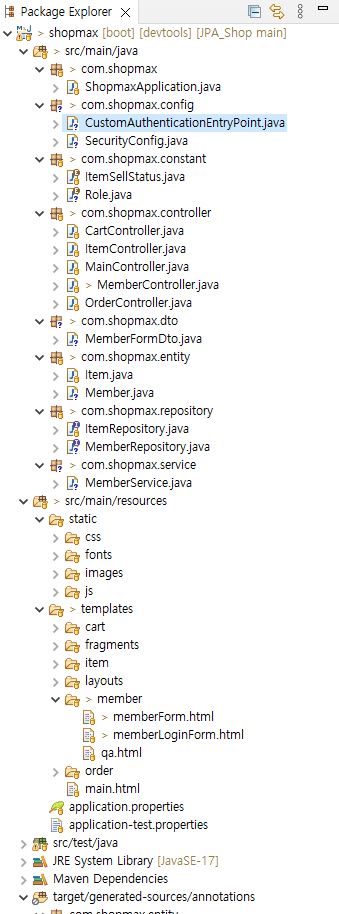 Package Explorer
> shopmax [boot] [devtools] [JPA_Shop main]
> src/main/java
> com.shopmax
ShopmaxApplication.java
> com.shopmax.config
CustomAuthenticationEntryPoint.java
SecurityConfig.java
> com.shopmax.constant
ItemSellStatus.java
Role.java
> com.shopmax.controller
CartController.java
ItemController.java
MainController.java
> MemberController.java
OrderController.java
> com.shopmax.dto
MemberFormDto.java
> com.shopmax.entity
Item.java
Member.java
> com.shopmax.repository
ItemRepository.java
MemberRepository.java
> com.shopmax.service
MemberService.java
> src/main/resources
static
css
fonts
images
js
> templates
cart
fragments
item
layouts
> member
> memberForm.html
> memberLoginForm.html
qa.html
order
main.html
application.properties
application-test.properties
src/test/java
JRE System Library [JavaSE-17]
Maven Dependencies
target/generated-sources/annotations
com.shopmax.entity